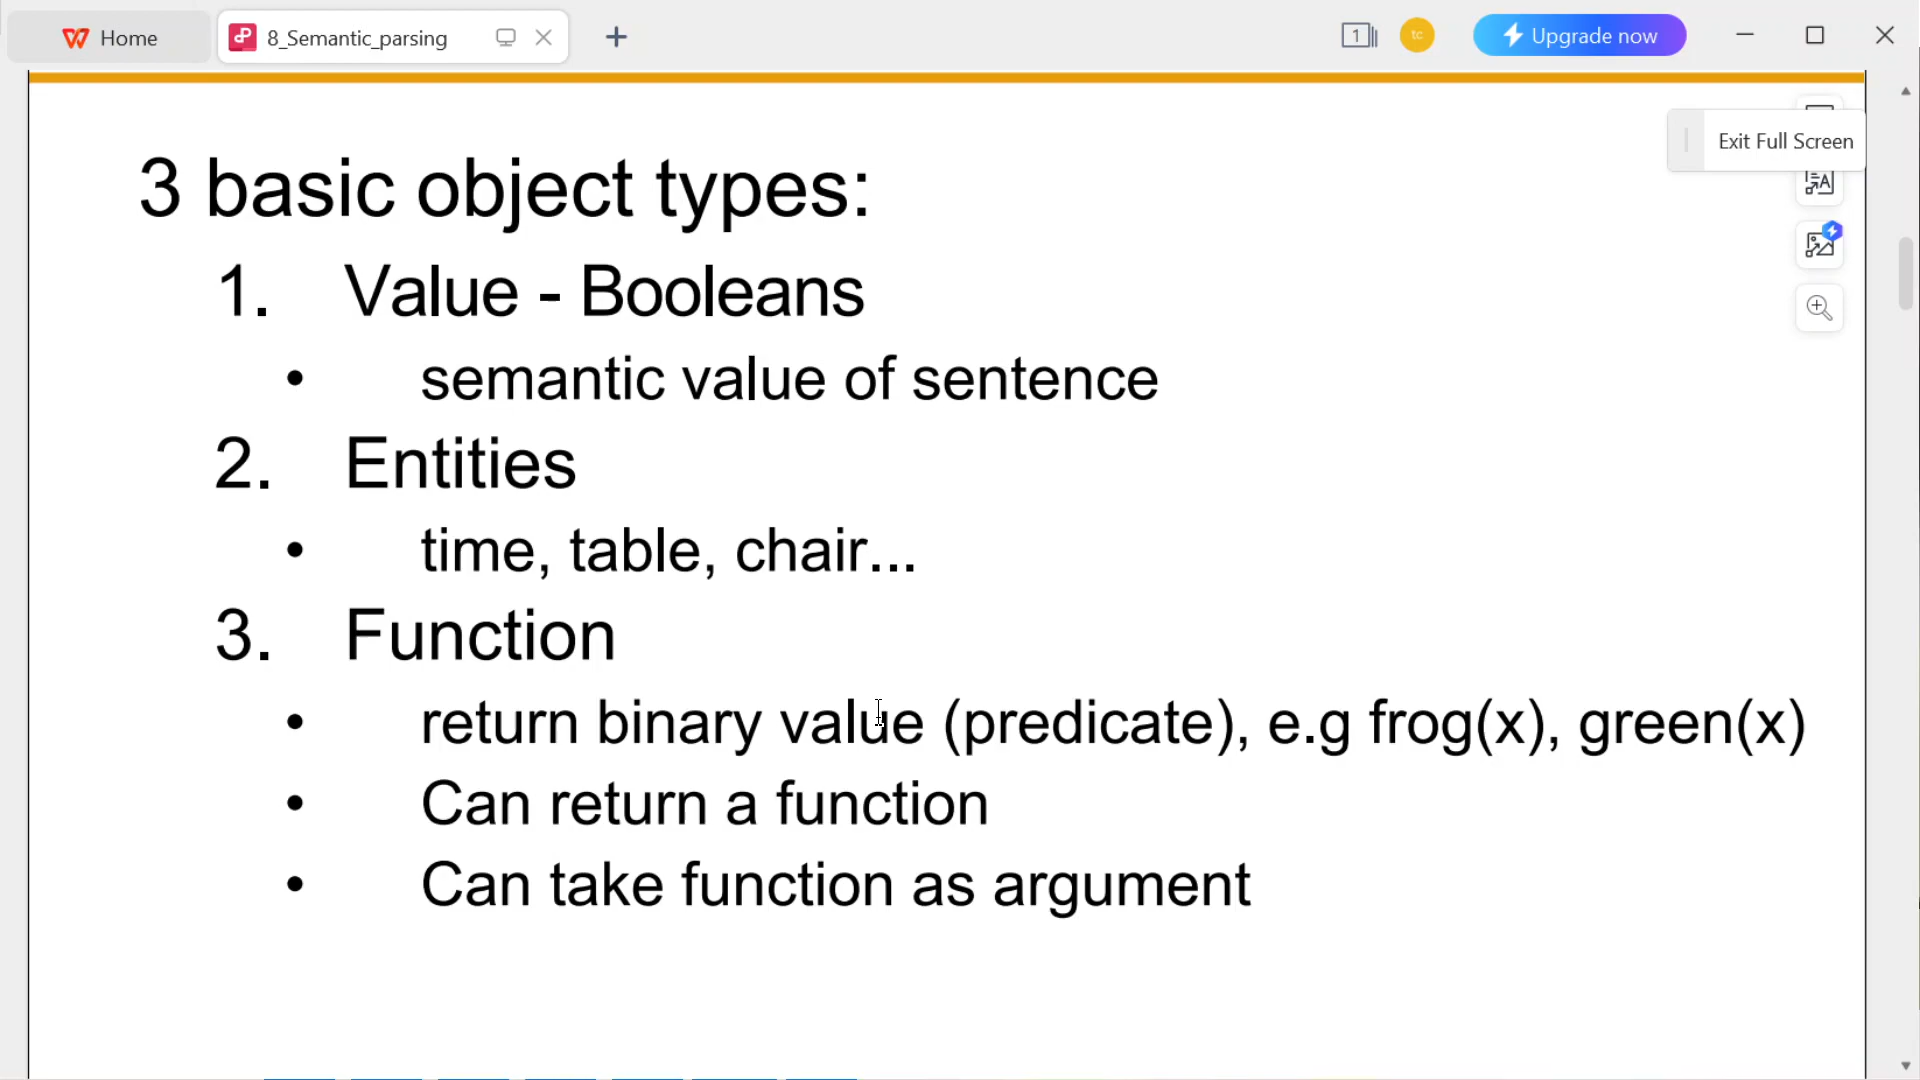 Home
8_Semantic_parsing
1
tc
Upgrade now
Exit Full Screen
3 basic object types:
1. Value - Booleans
• semantic value of sentence
2. Entities
• time, table, chair...
3. Function
• return binary value (predicate), e.g frog(x), green(x)
• Can return a function
• Can take function as argument